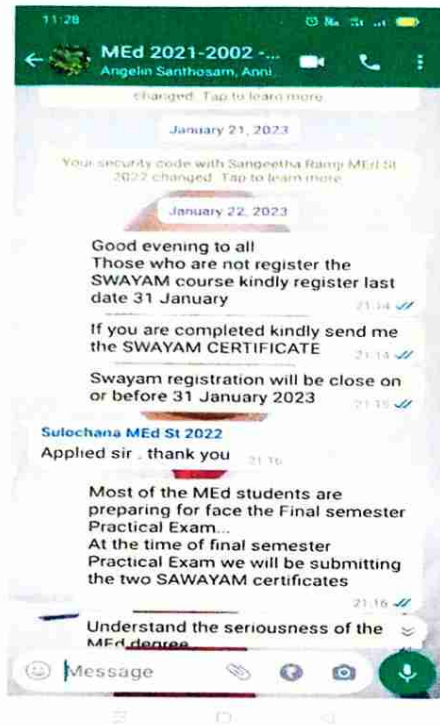 11:28
MEd 2021-2002 -...
Angelin Santhosam, Anni...
changed. Tap to learn more
January 21, 2023
Your security code with Sangeetha Ramji MEd St
2022 changed. Tap to learn more
January 22, 2023
Good evening to all
Those who are not register the
SWAYAM course kindly register last
date 31 January
21:14
If you are completed kindly send me
the SWAYAM CERTIFICATE
21:14
Swayam registration will be close on
or before 31 January 2023
21:15
Sulochana MEd St 2022
Applied sir . thank you
21:16
Most of the MEd students are
preparing for face the Final semester
Practical Exam...
At the time of final semester
Practical Exam we will be submitting
the two SAWAYAM certificates
21:16
Understand the seriousness of the
MEd degree
Message